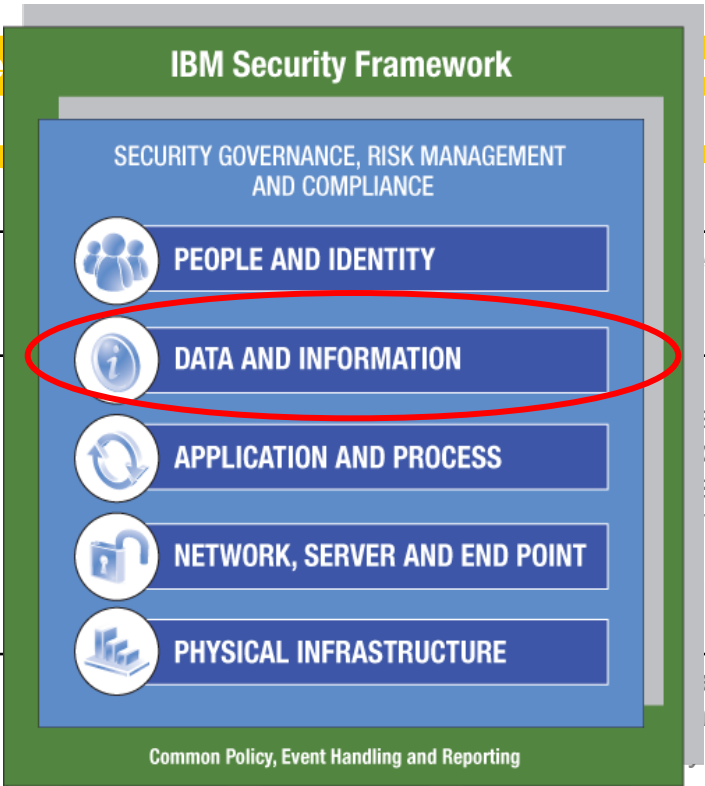 IBM Security Framework
SECURITY GOVERNANCE, RISK MANAGEMENT
AND COMPLIANCE
PEOPLE AND IDENTITY
i DATA AND INFORMATION
APPLICATION AND PROCESS
NETWORK, SERVER AND END POINT
PHYSICAL INFRASTRUCTURE
Common Policy, Event Handling and Reporting